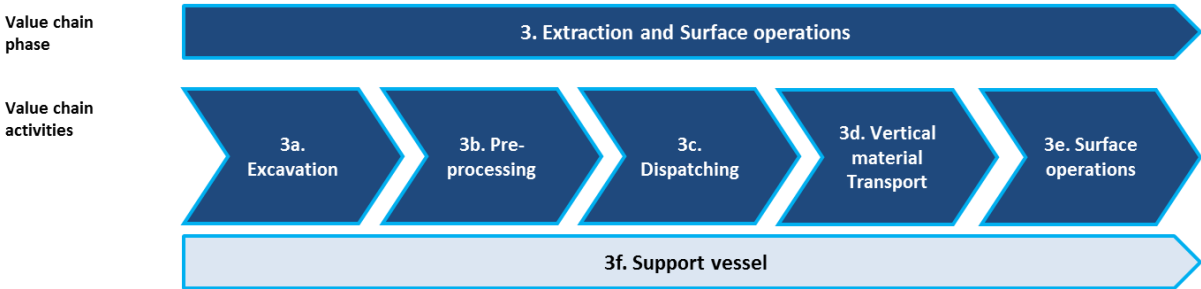 Value chain
phase
3. Extraction and Surface operations
Value chain
activities
3a.
Excavation
3b. Pre-
processing
3c.
Dispatching
3d. Vertical
material
Transport
3e. Surface
operations
3f. Support vessel